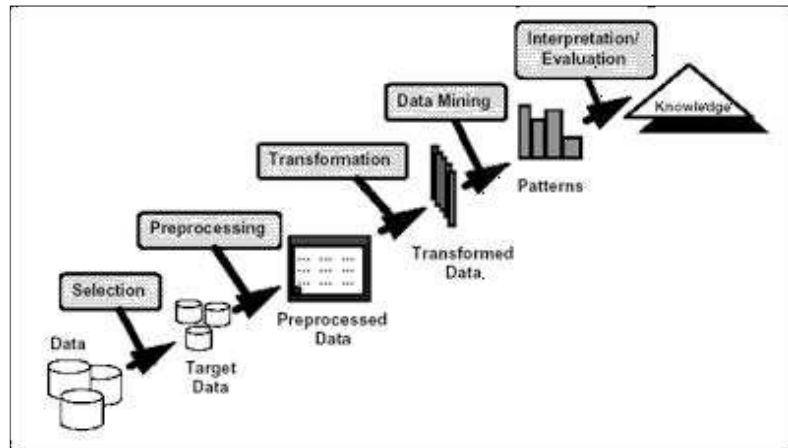 Interpretation/
Evaluation
Data Mining
Knowledge
Transformation
Patterns
Preprocessing
Transformed
Data
Selection
Preprocessed
Data
Data
Target
Data